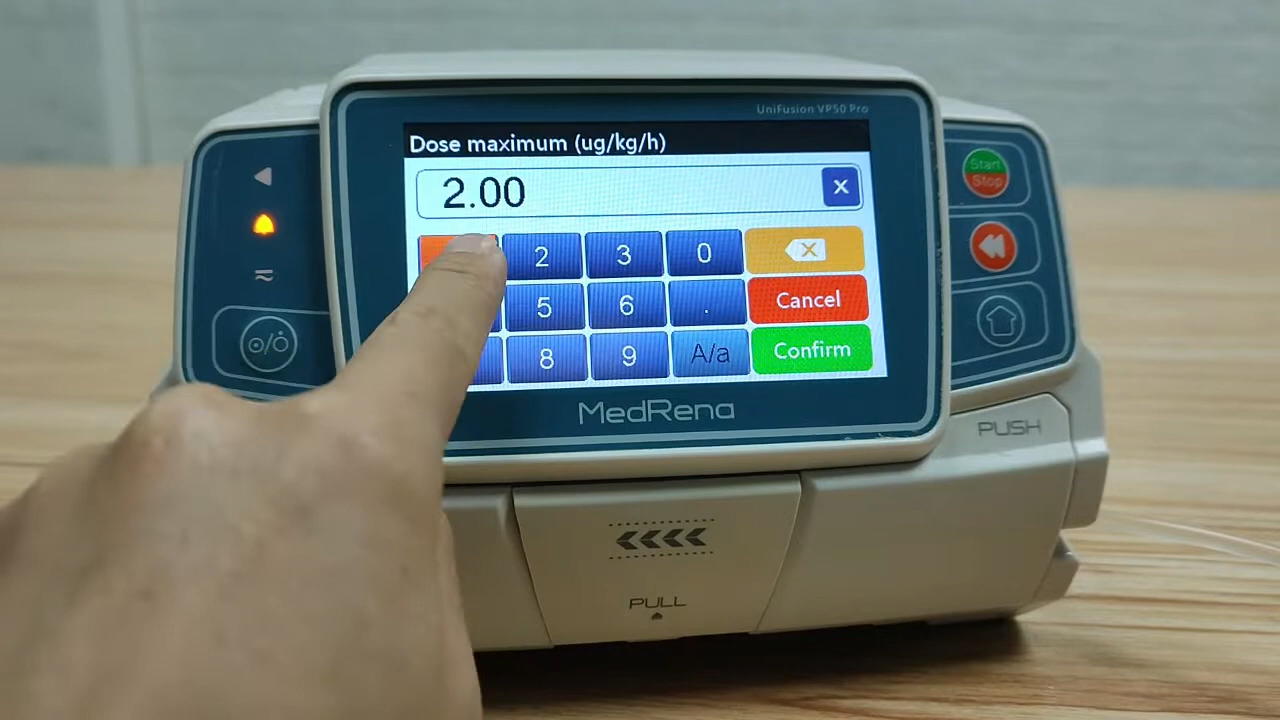 UniFusion VP50 Pro
Dose maximum (ug/kg/h)
2.00 X
2 3 0 X
5 6 . Cancel
8 9 A/a Confirm
MedRena
Start
Stop
PUSH
PULL